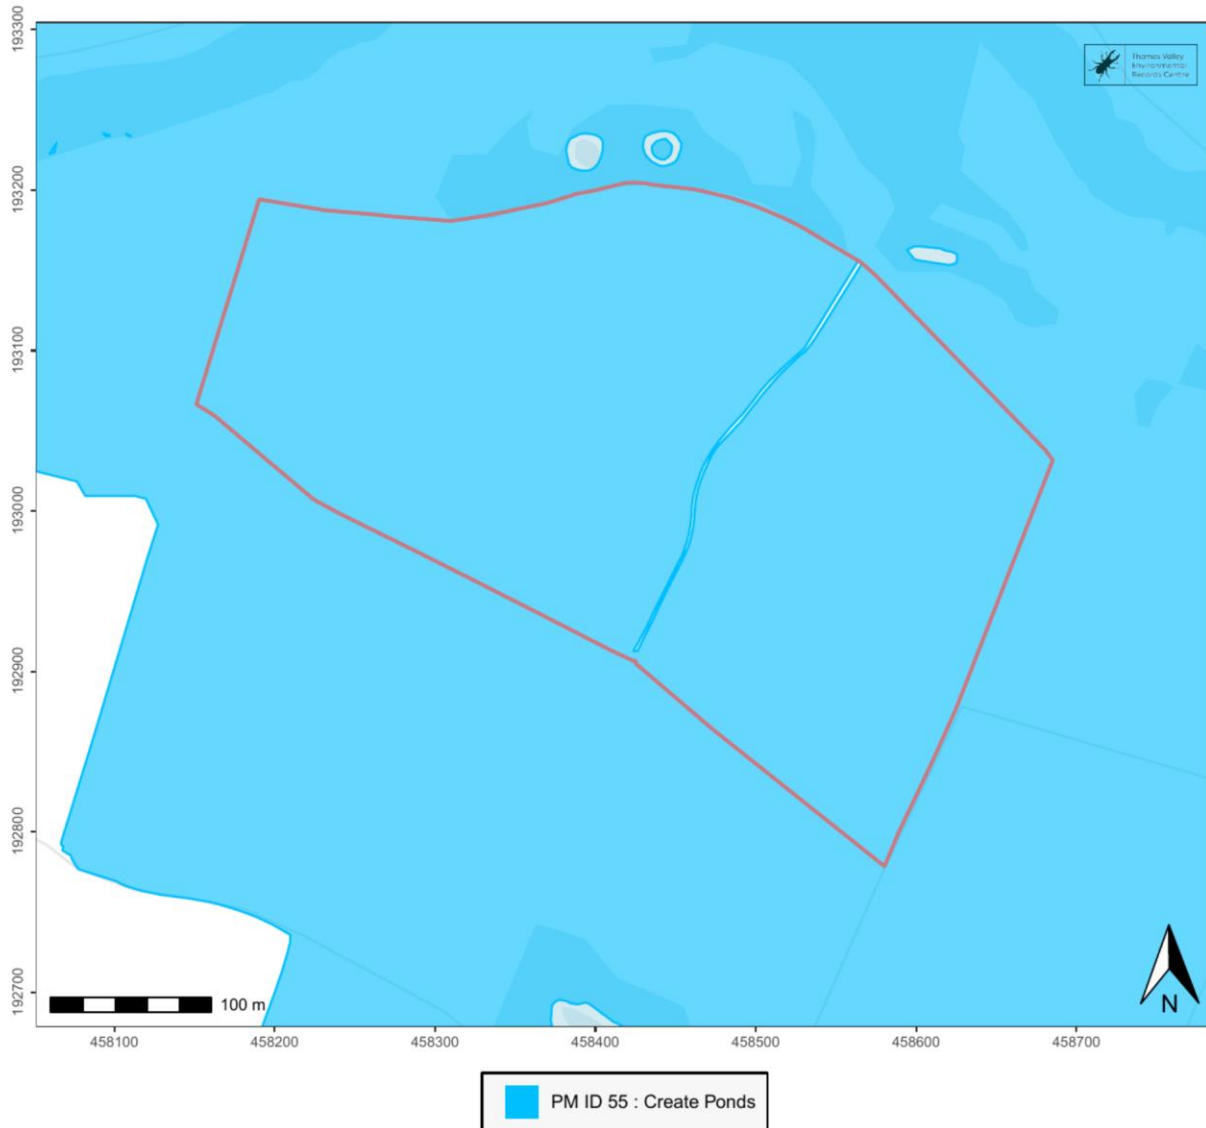 193300
193200
193100
193000
192900
192800
192700
Thames Valley
Environmental
Records Centre
100 m
N
458100 458200 458300 458400 458500 458600 458700
PM ID 55 : Create Ponds